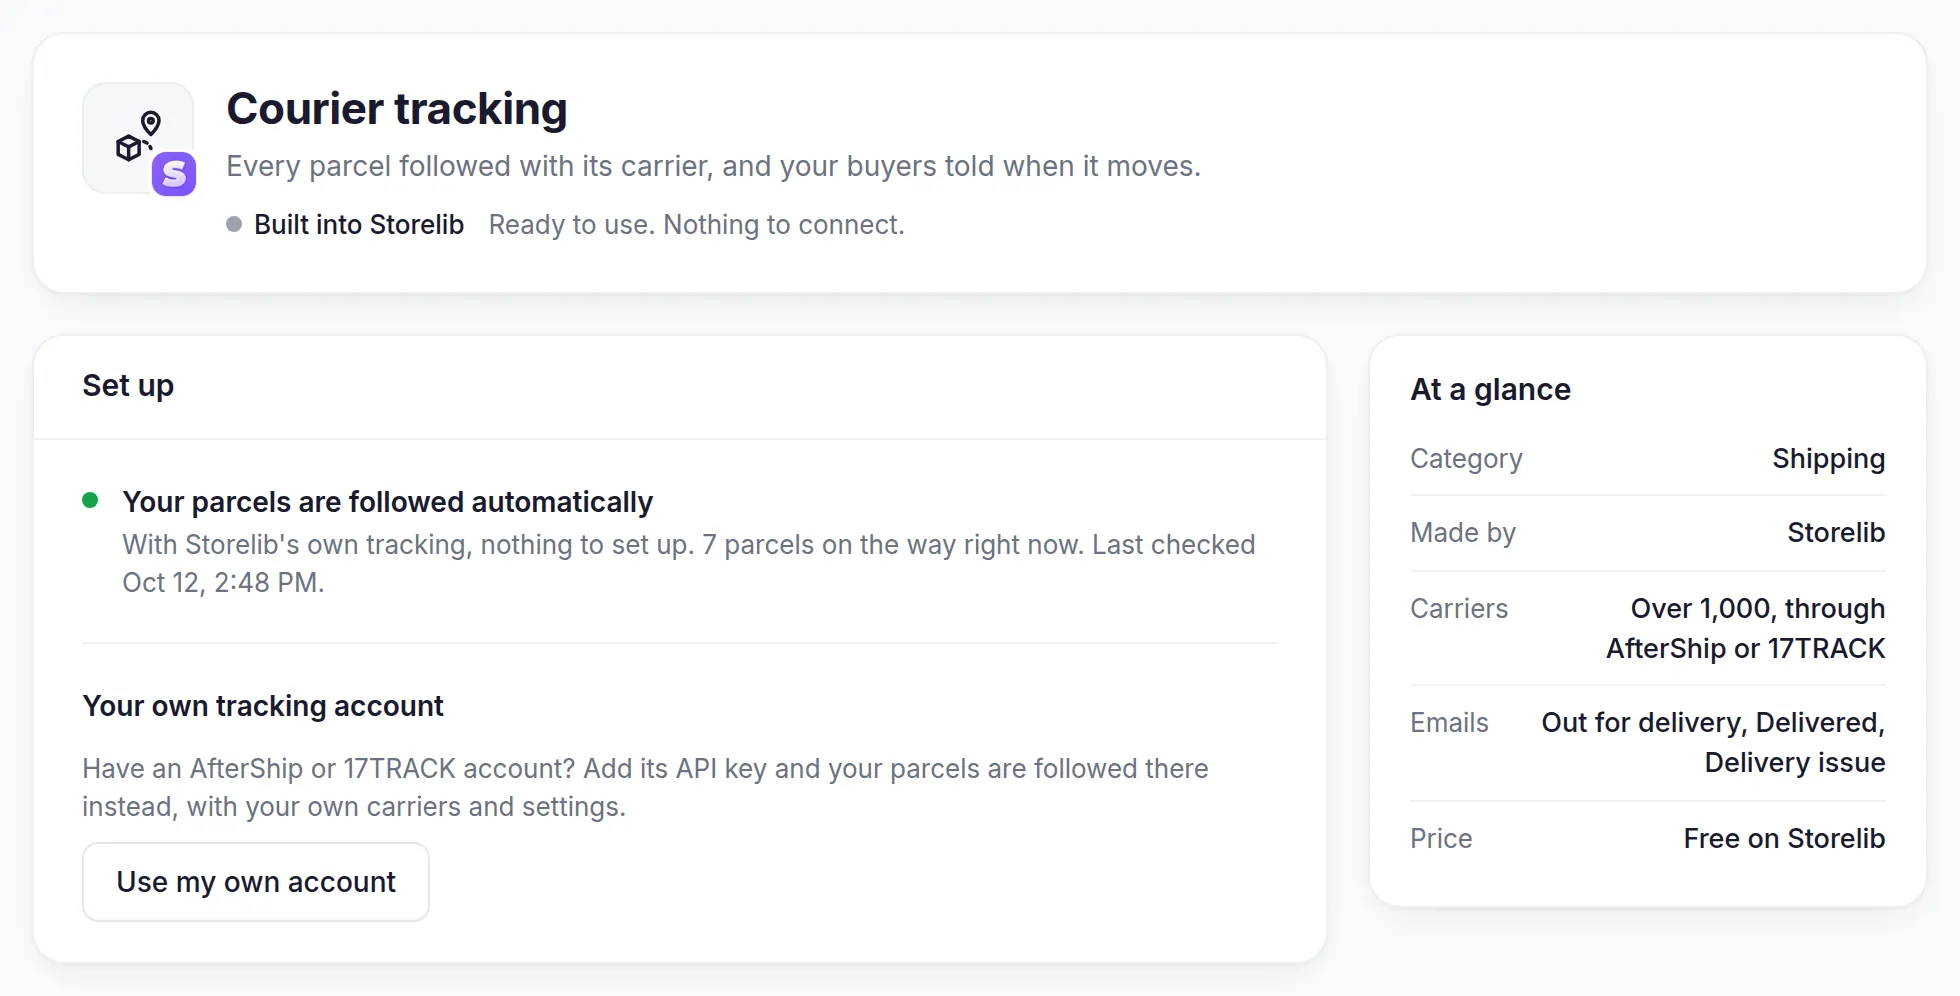 Courier tracking
Every parcel followed with its carrier, and your buyers told when it moves.
Built into Storelib Ready to use. Nothing to connect.
Set up
Your parcels are followed automatically
With Storelib's own tracking, nothing to set up. 7 parcels on the way right now. Last checked
Oct 12, 2:48 PM.
Your own tracking account
Have an AfterShip or 17TRACK account? Add its API key and your parcels are followed there
instead, with your own carriers and settings.
Use my own account
At a glance
Category Shipping
Made by Storelib
Carriers Over 1,000, through
AfterShip or 17TRACK
Emails Out for delivery, Delivered,
Delivery issue
Price Free on Storelib